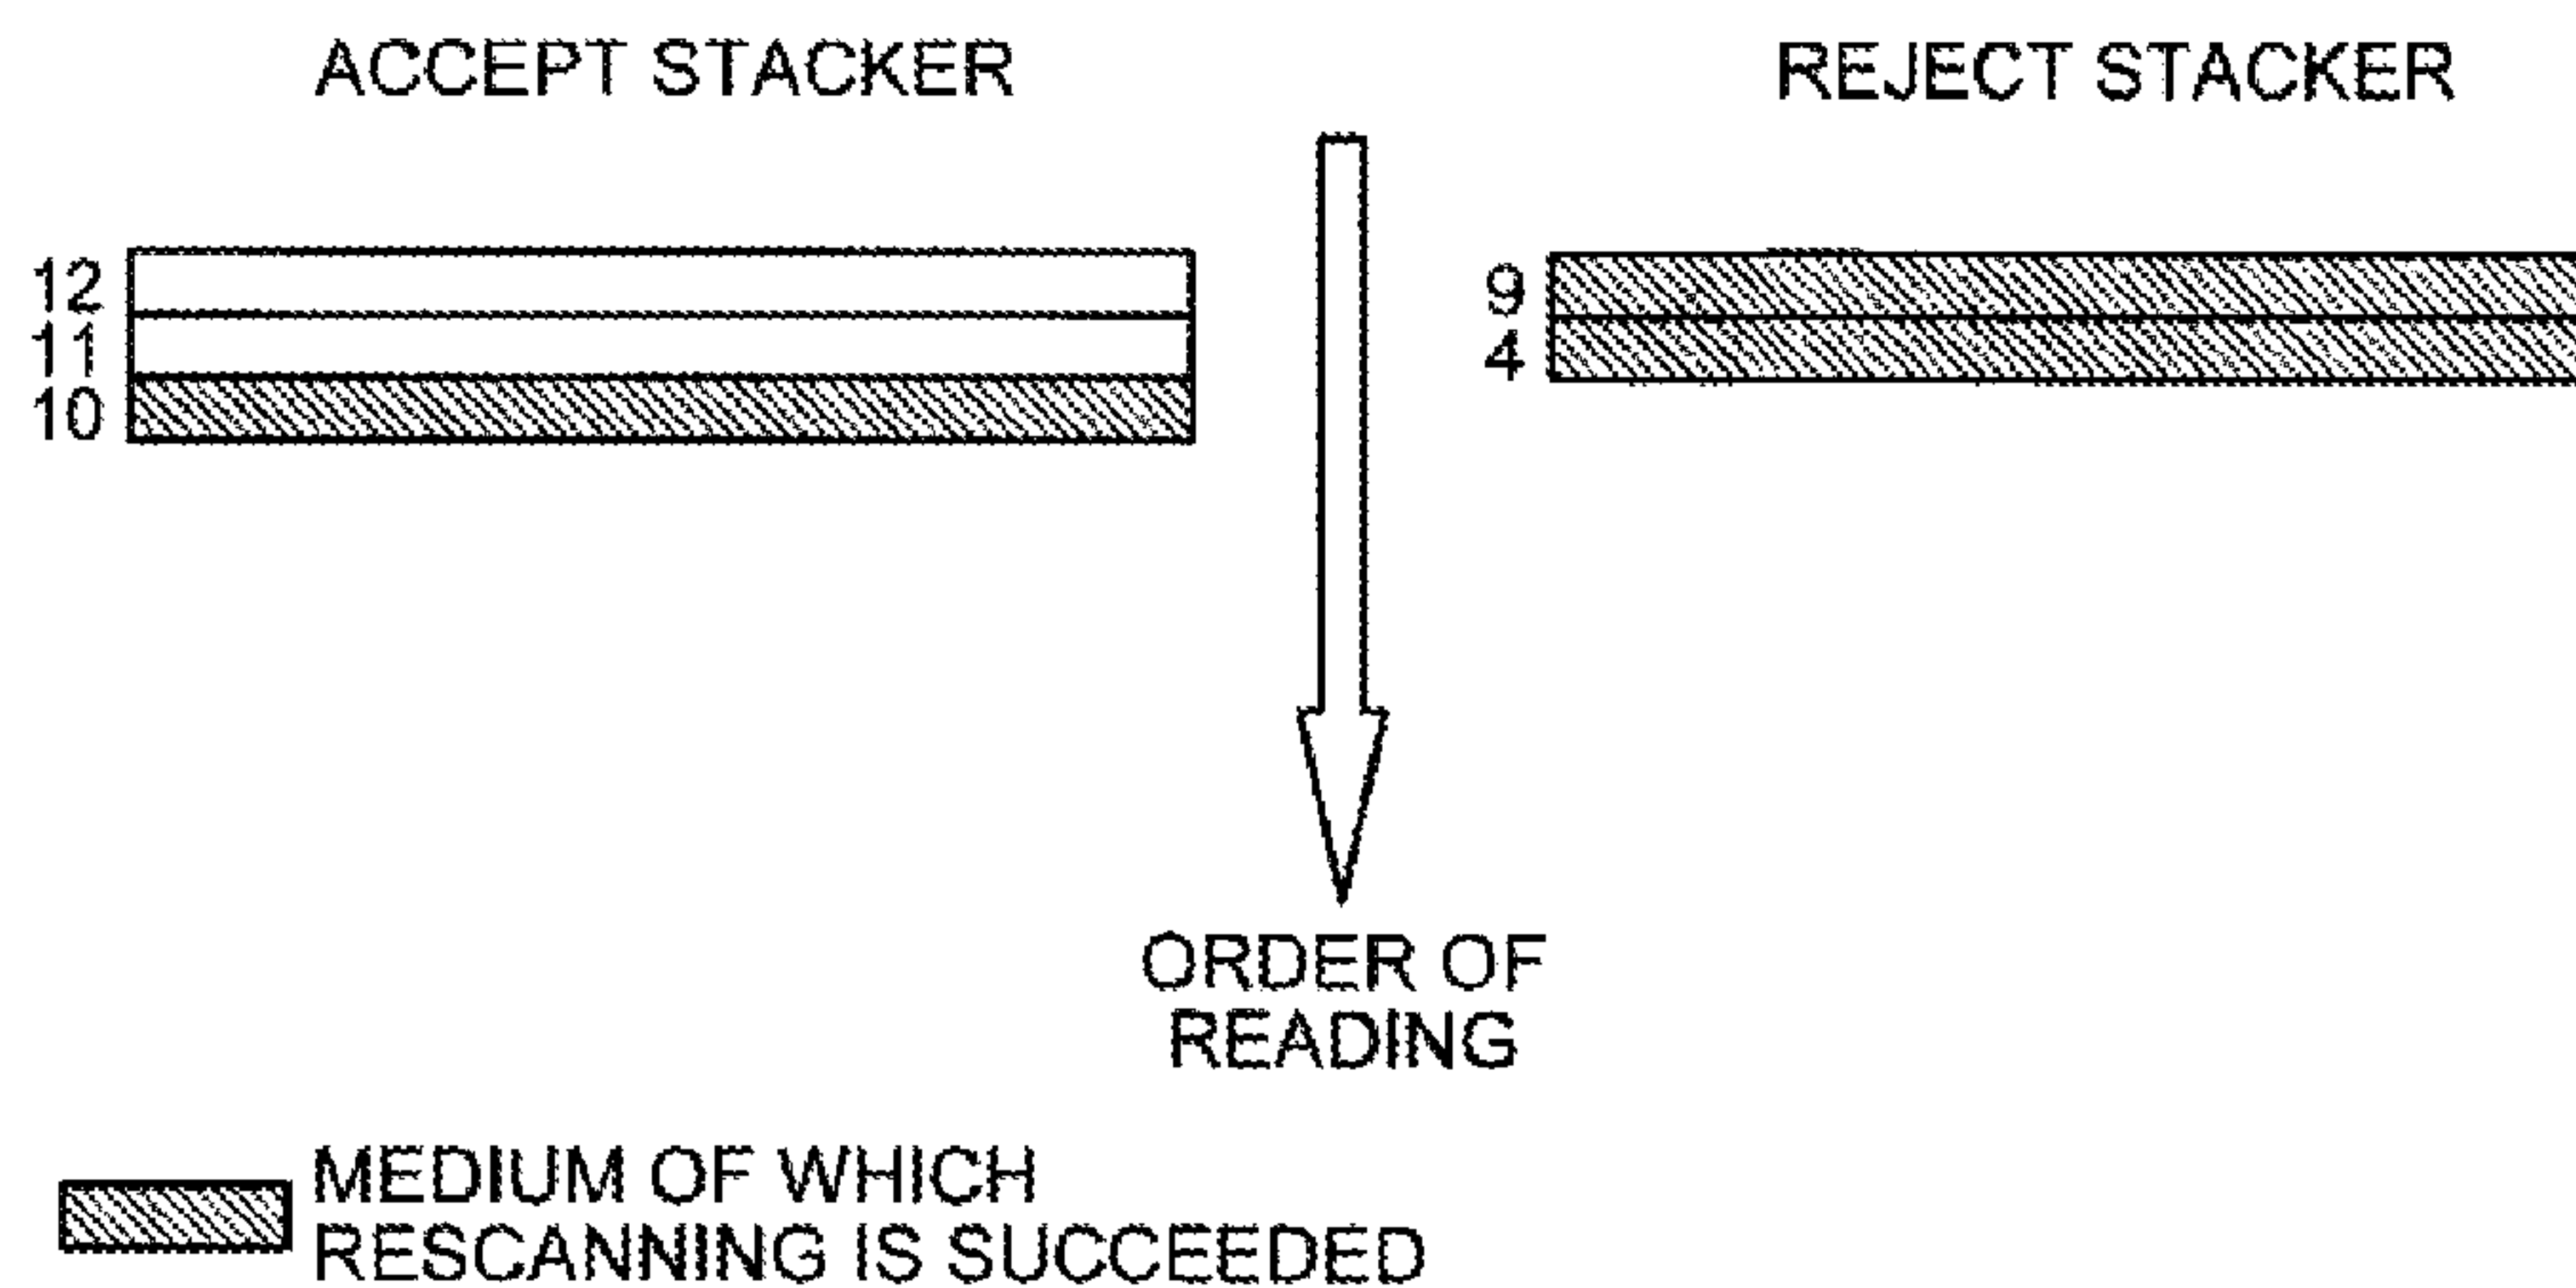 ACCEPT STACKER
REJECT STACKER
12
11
10
9
4
ORDER OF
READING
MEDIUM OF WHICH
RESCANNING IS SUCCEEDED